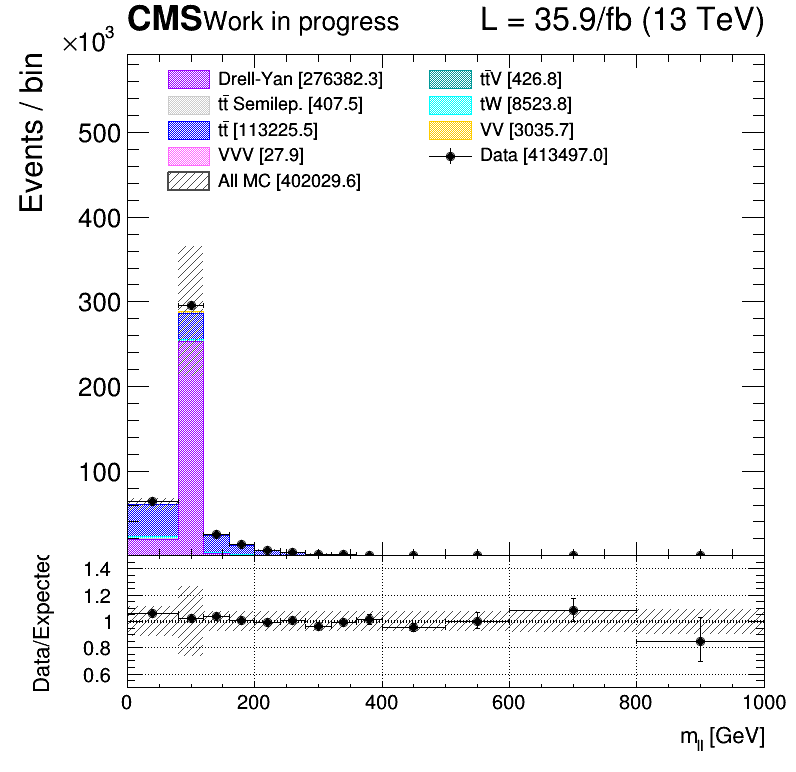 CMS Work in progress L = 35.9/fb (13 TeV)
×10³
Events / bin
Drell-Yan [276382.3]
tt̄ Semilep. [407.5]
tt̄ [113225.5]
VVV [27.9]
All MC [402029.6]
tt̄V [426.8]
tW [8523.8]
VV [3035.7]
Data [413497.0]
500
400
300
200
100
Data/Expected
1.4
1.2
1
0.8
0.6
0 200 400 600 800 1000
m_ll [GeV]